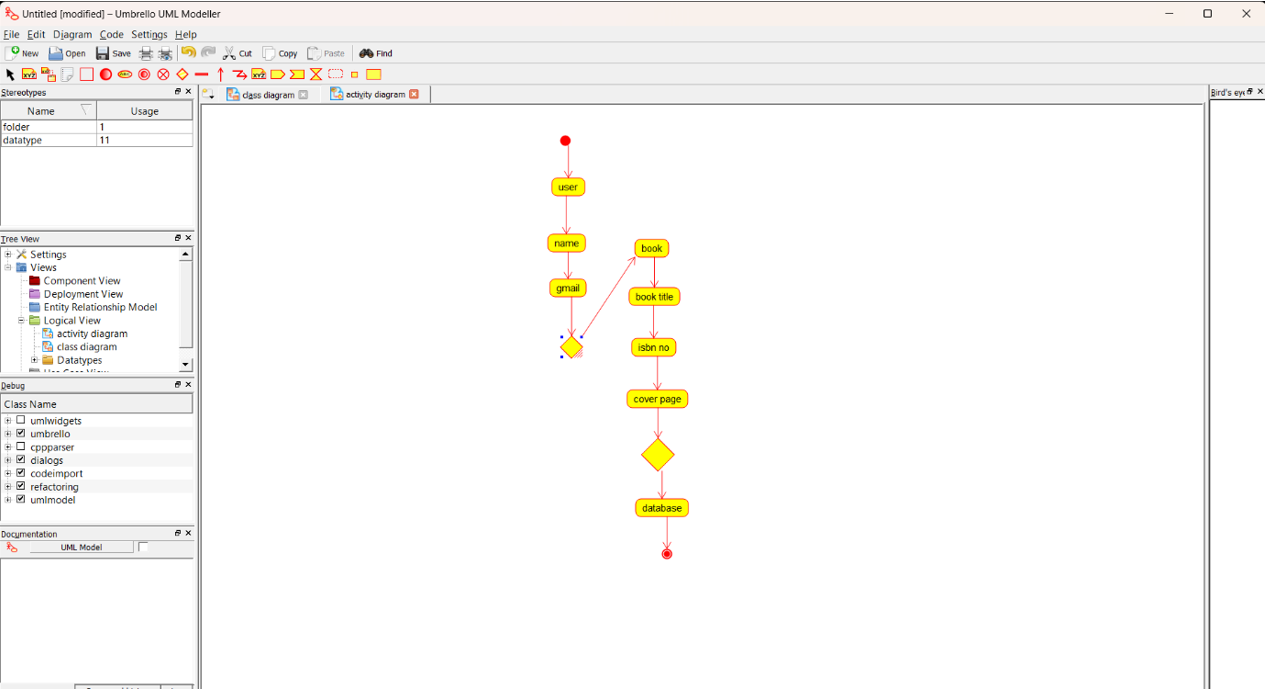 Untitled [modified] – Umbrello UML Modeller
File Edit Diagram Code Settings Help
New Open Save Cut Copy Paste Find
Stereotypes
Name Usage
folder 1
datatype 11
Tree View
Settings
Views
Component View
Deployment View
Entity Relationship Model
Logical View
activity diagram
class diagram
Datatypes
Debug
Class Name
umlwidgets
umbrello
cppparser
dialogs
codeimport
refactoring
umlmodel
Documentation
UML Model
class diagram activity diagram
user
name
gmail
book
book title
isbn no
cover page
database
Bird's eye